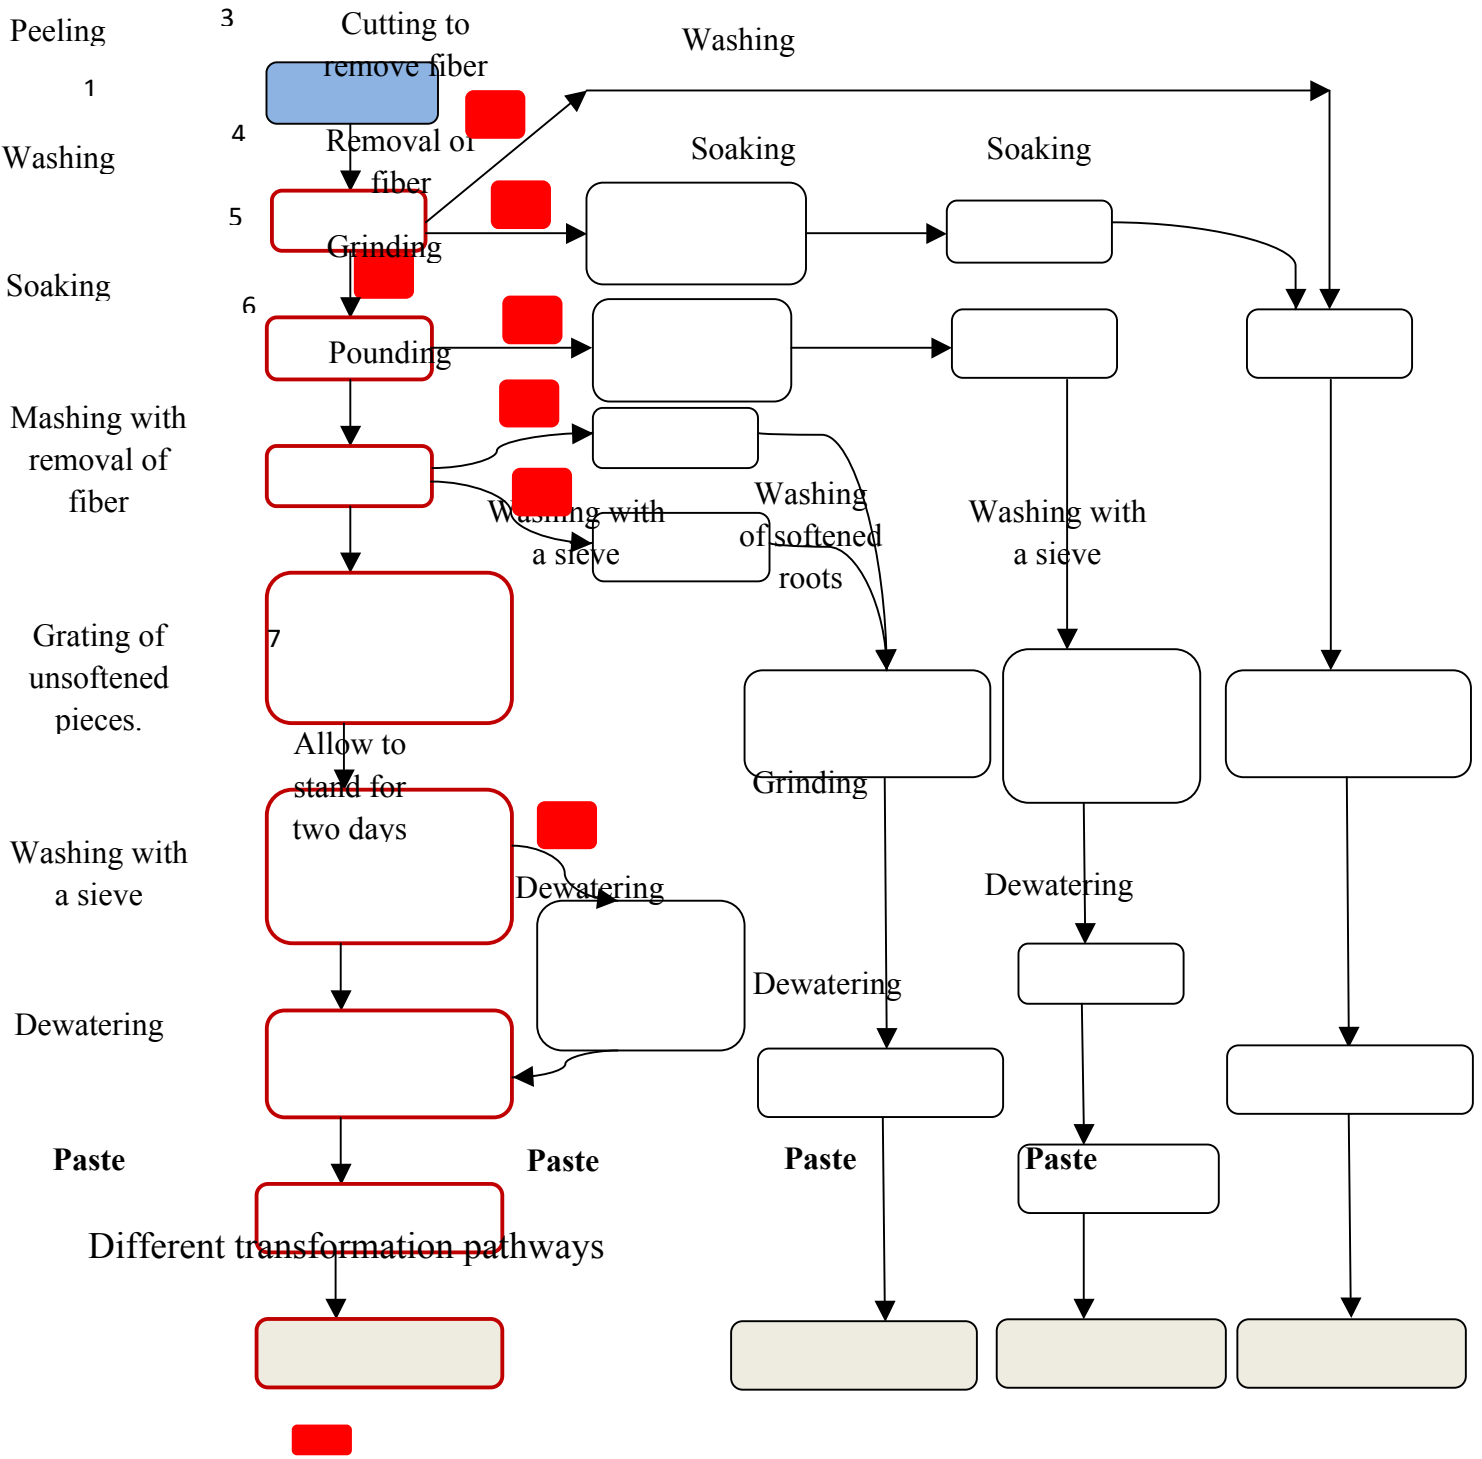 Peeling
3
Cutting to
remove fiber
Washing
1
4
Removal of
fiber
Washing
Soaking
Soaking
5
Grinding
Soaking
6
Pounding
Mashing with
removal of
fiber
Washing with
a sieve
Washing
of softened
roots
Washing with
a sieve
Grating of
unsoftened
pieces.
7
Allow to
stand for
two days
Grinding
Washing with
a sieve
Dewatering
Dewatering
Dewatering
Dewatering
Paste
Paste
Paste
Paste
Different transformation pathways